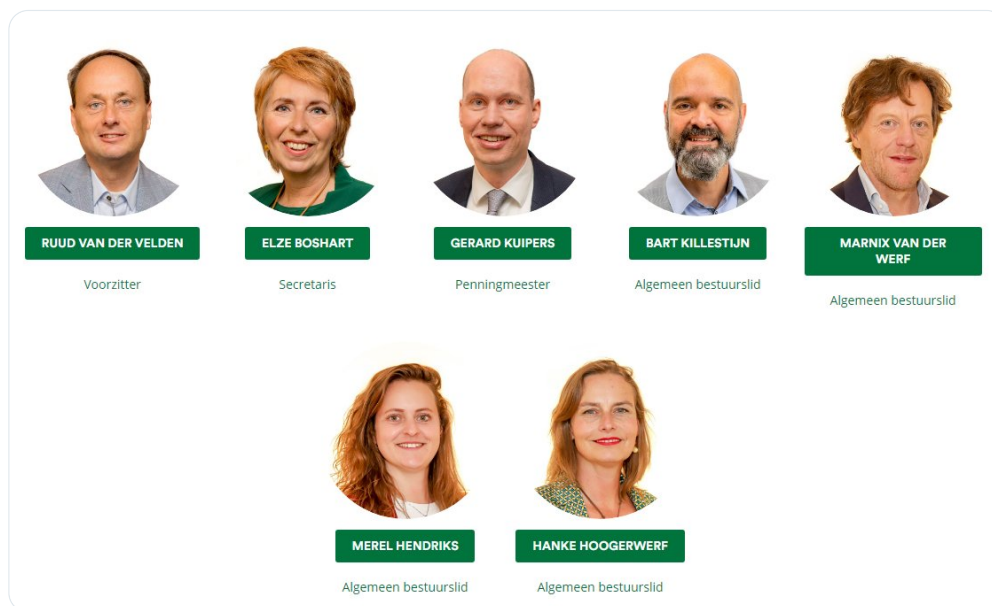 RUUD VAN DER VELDEN
ELZE BOSHART
GERARD KUIPERS
BART KILLESTIJN
MARNIX VAN DER
WERF
Voorzitter
Secretaris
Penningmeester
Algemeen bestuurslid
Algemeen bestuurslid
MEREL HENDRIKS
HANKE HOOGERWERF
Algemeen bestuurslid
Algemeen bestuurslid